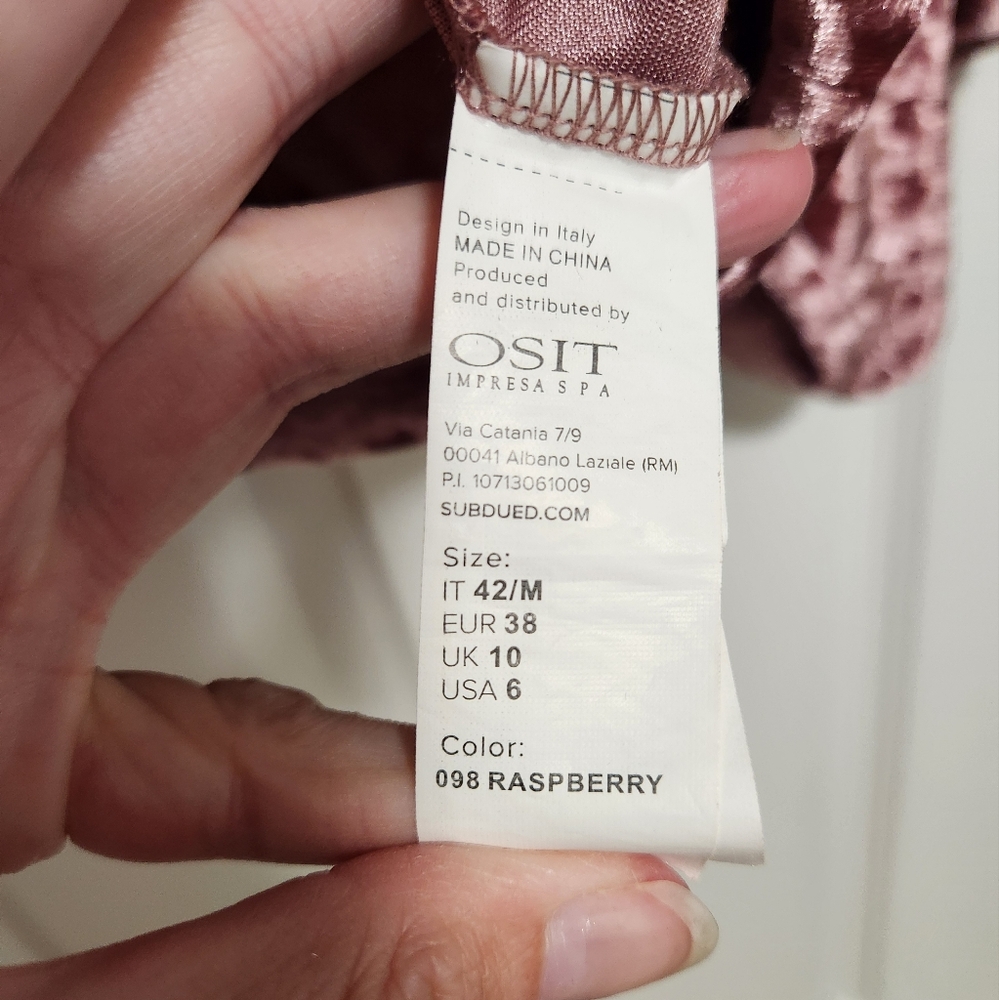 Design in Italy
MADE IN CHINA
Produced
and distributed by
OSIT
IMPRESA S P A
Via Catania 7/9
00041 Albano Laziale (RM)
P.I. 10713061009
SUBDUED.COM
Size:
IT 42/M
EUR 38
UK 10
USA 6
Color:
098 RASPBERRY